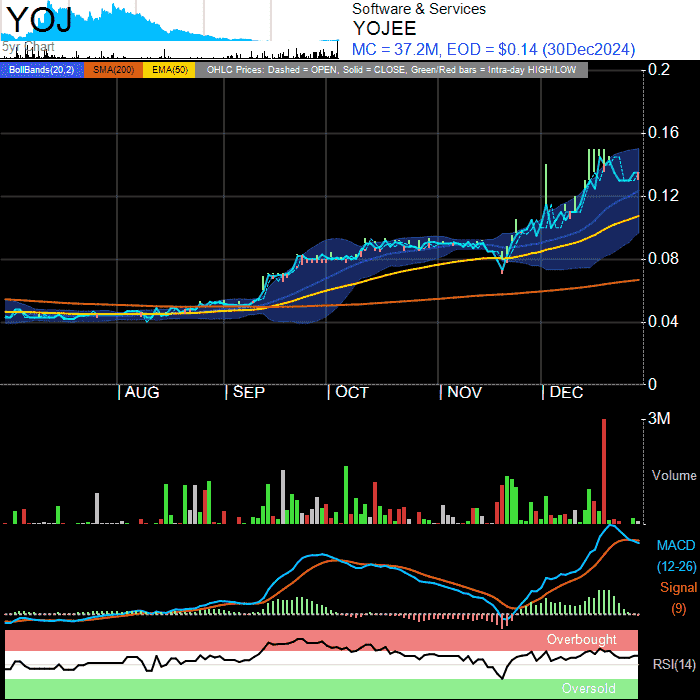 YOJ
5yr Chart
Software & Services
YOJEE
MC = 37.2M, EOD = $0.14 (30Dec2024)
BollBands(20,2) SMA(200) EMA(50) OHLC Prices: Dashed = OPEN, Solid = CLOSE, Green/Red bars = Intra-day HIGH/LOW
0.2
0.16
0.12
0.08
0.04
0
AUG SEP OCT NOV DEC
3M
Volume
MACD
(12-26)
Signal
(9)
Overbought
RSI(14)
Oversold